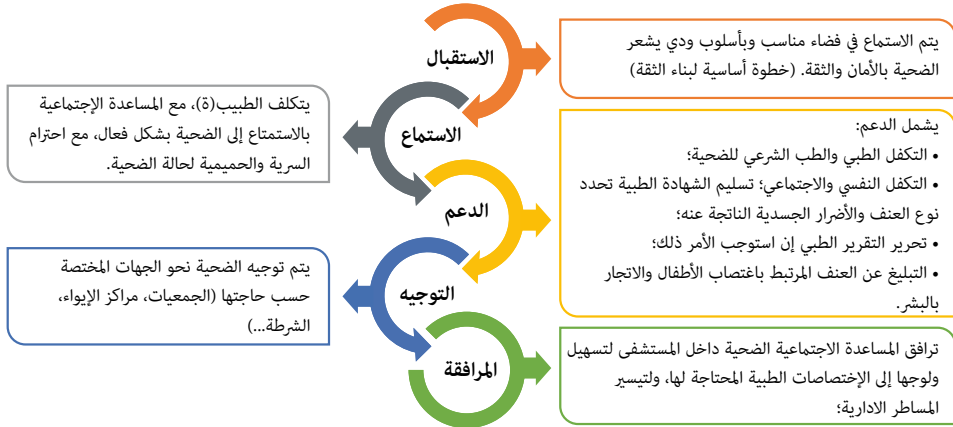 الاستقبال
يتم الاستماع في فضاء مناسب وبأسلوب ودي يشعر
الضحية بالأمان والثقة. (خطوة أساسية لبناء الثقة)
الاستماع
يتكلف الطبيب(ة)، مع المساعدة الإجتماعية
بالاستمتاع إلى الضحية بشكل فعال، مع احترام
السرية والحميمية لحالة الضحية.
الدعم
يشمل الدعم:
• التكفل الطبي والطب الشرعي للضحية؛
• التكفل النفسي والاجتماعي؛ تسليم الشهادة الطبية تحدد
نوع العنف والأضرار الجسدية الناتجة عنه؛
• تحرير التقرير الطبي إن استوجب الأمر ذلك؛
• التبليغ عن العنف المرتبط باغتصاب الأطفال والاتجار
بالبشر.
التوجيه
يتم توجيه الضحية نحو الجهات المختصة
حسب حاجتها (الجمعيات، مراكز الإيواء،
الشرطة...)
المرافقة
ترافق المساعدة الاجتماعية الضحية داخل المستشفى لتسهيل
ولوجها إلى الإختصاصات الطبية المحتاجة لها، ولتيسير
المساطر الادارية؛